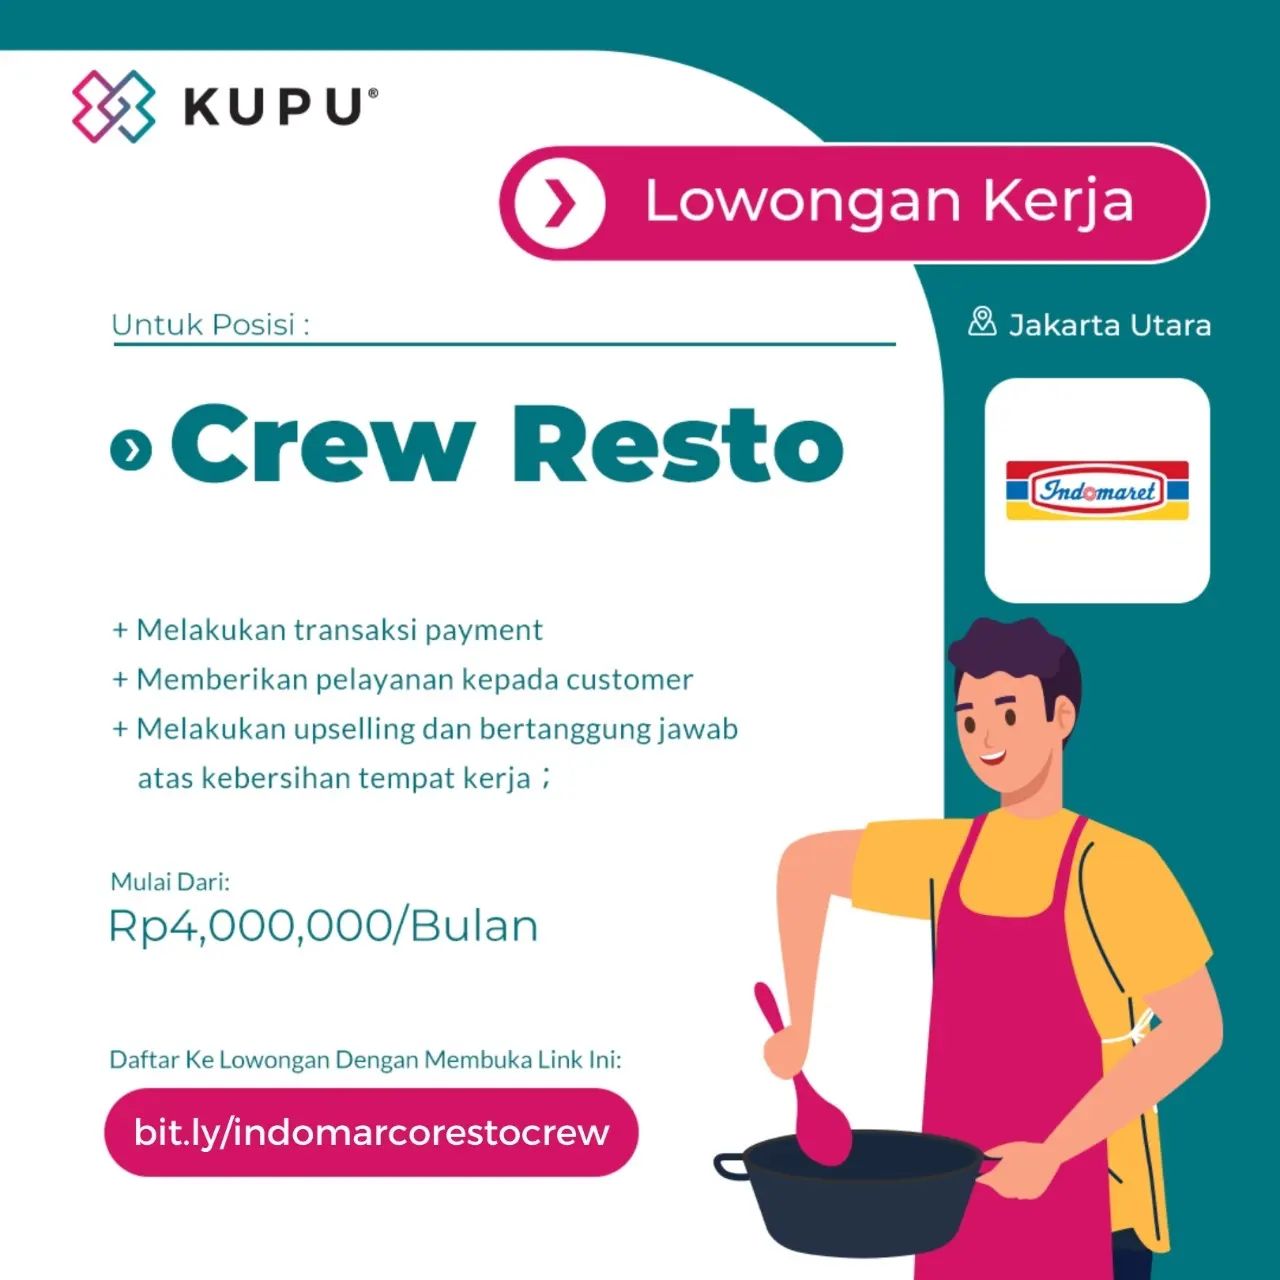 KUPU®
Lowongan Kerja
Untuk Posisi :
Jakarta Utara
Crew Resto
Indomaret
+ Melakukan transaksi payment
+ Memberikan pelayanan kepada customer
+ Melakukan upselling dan bertanggung jawab
atas kebersihan tempat kerja ;
Mulai Dari:
Rp4,000,000/Bulan
Daftar Ke Lowongan Dengan Membuka Link Ini:
bit.ly/indomarcorestocrew